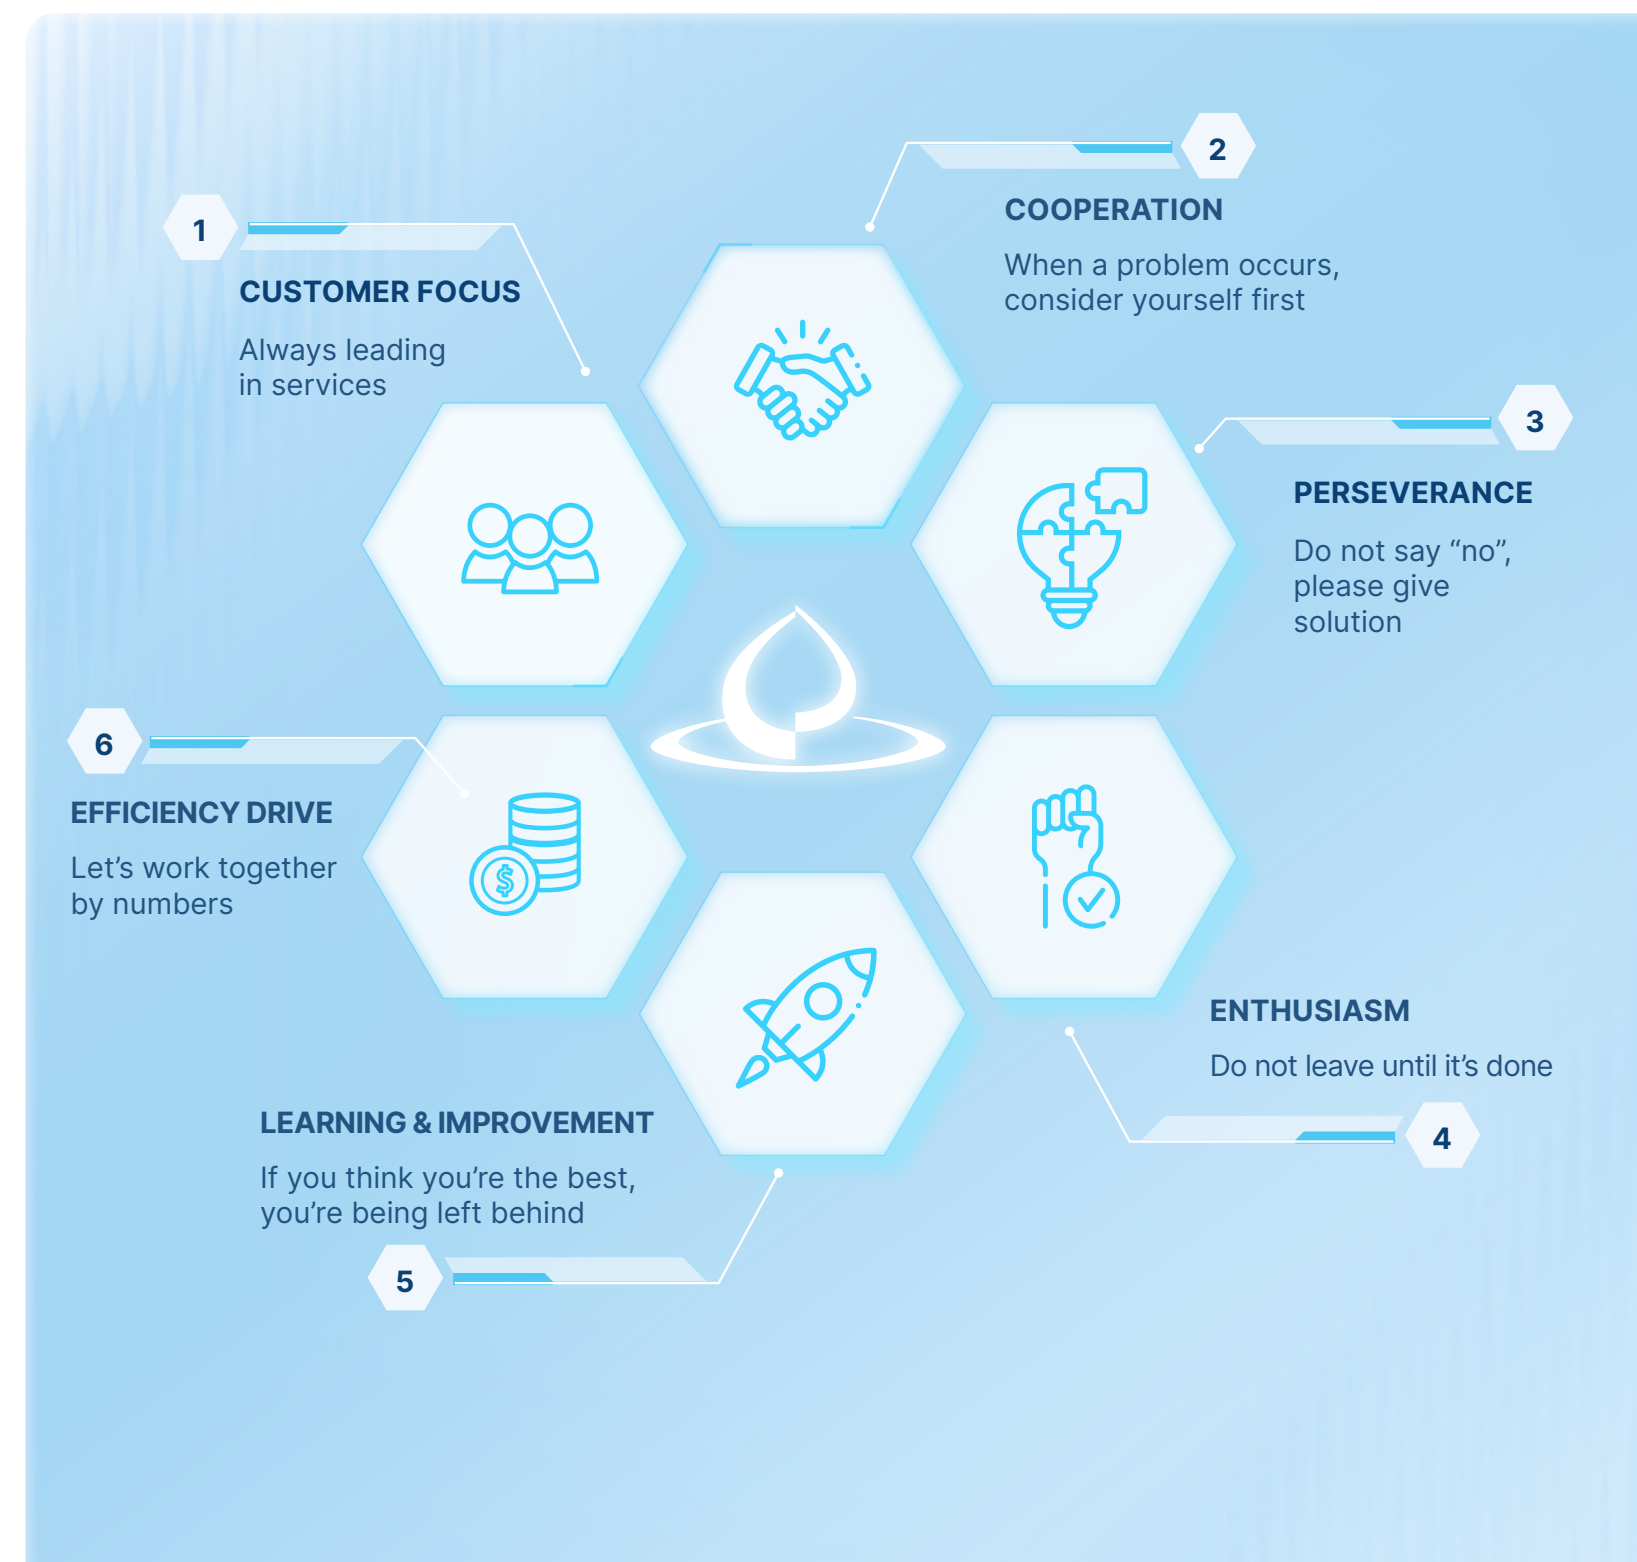 1
CUSTOMER FOCUS
Always leading
in services
2
COOPERATION
When a problem occurs,
consider yourself first
3
PERSEVERANCE
Do not say “no”,
please give
solution
ENTHUSIASM
Do not leave until it’s done
4
LEARNING & IMPROVEMENT
If you think you’re the best,
you’re being left behind
5
6
EFFICIENCY DRIVE
Let’s work together
by numbers
$